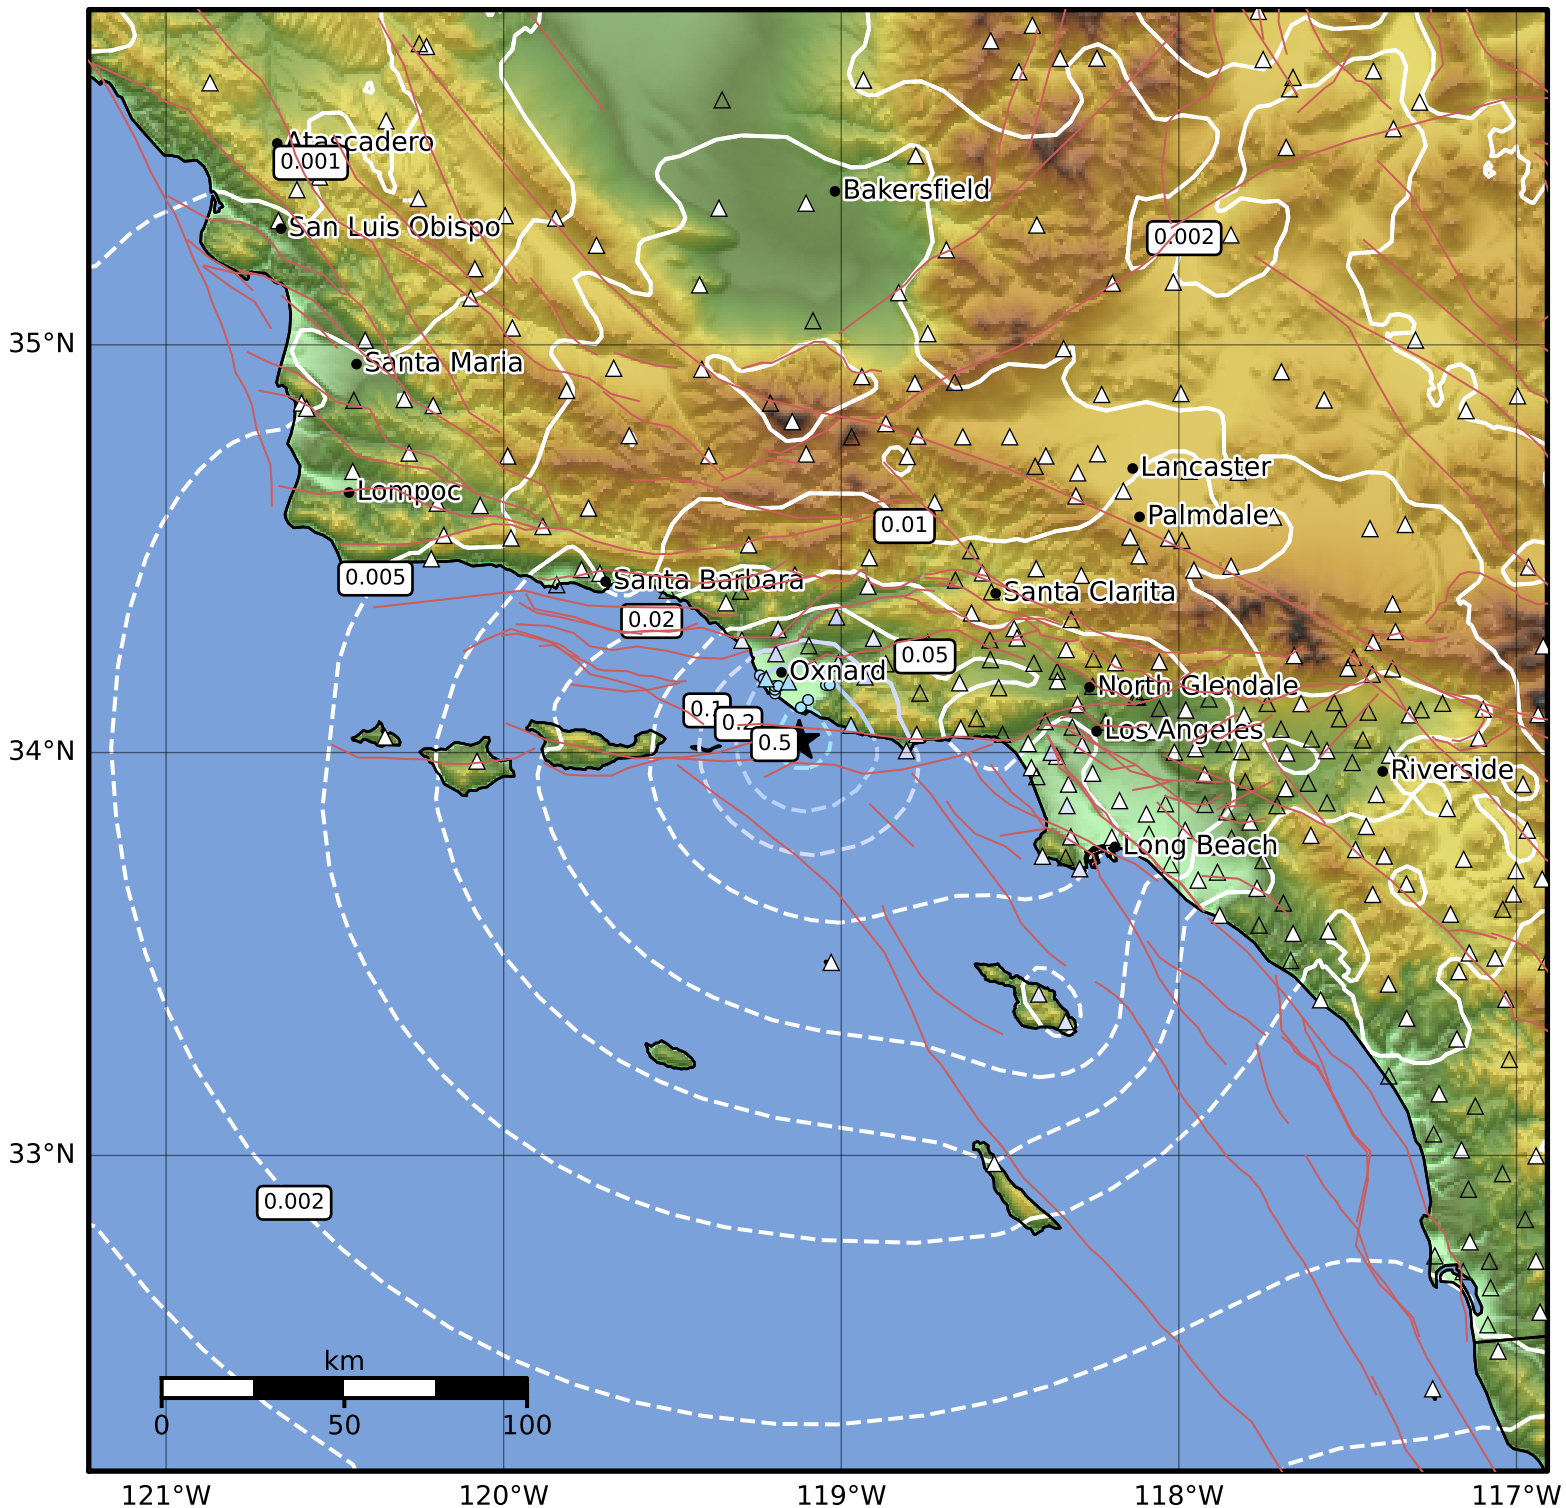 Atascadero
0.001
Bakersfield
San Luis Obispo
0.002
35°N
Santa Maria
Lancaster
Lompoc
Palmdale
0.01
0.005
Santa Barbara
Santa Clarita
0.02
0.05
Oxnard
North Glendale
0.1
0.2
Los Angeles
0.5
34°N
Riverside
Long Beach
33°N
0.002
km
0 50 100
121°W 120°W 119°W 118°W 117°W